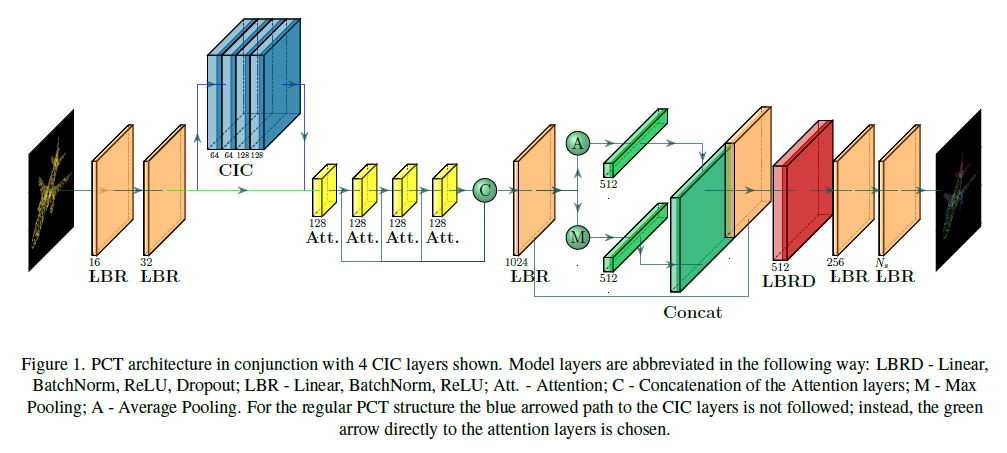 64 64 128 128
CIC
A
C
M
128 128 128 128
Att. Att. Att. Att.
16 32
LBR LBR
1024
LBR
512
512
Concat
512
LBRD
256 Ns
LBR LBR
Figure 1. PCT architecture in conjunction with 4 CIC layers shown. Model layers are abbreviated in the following way: LBRD - Linear,
BatchNorm, ReLU, Dropout; LBR - Linear, BatchNorm, ReLU; Att. - Attention; C - Concatenation of the Attention layers; M - Max
Pooling; A - Average Pooling. For the regular PCT structure the blue arrowed path to the CIC layers is not followed; instead, the green
arrow directly to the attention layers is chosen.